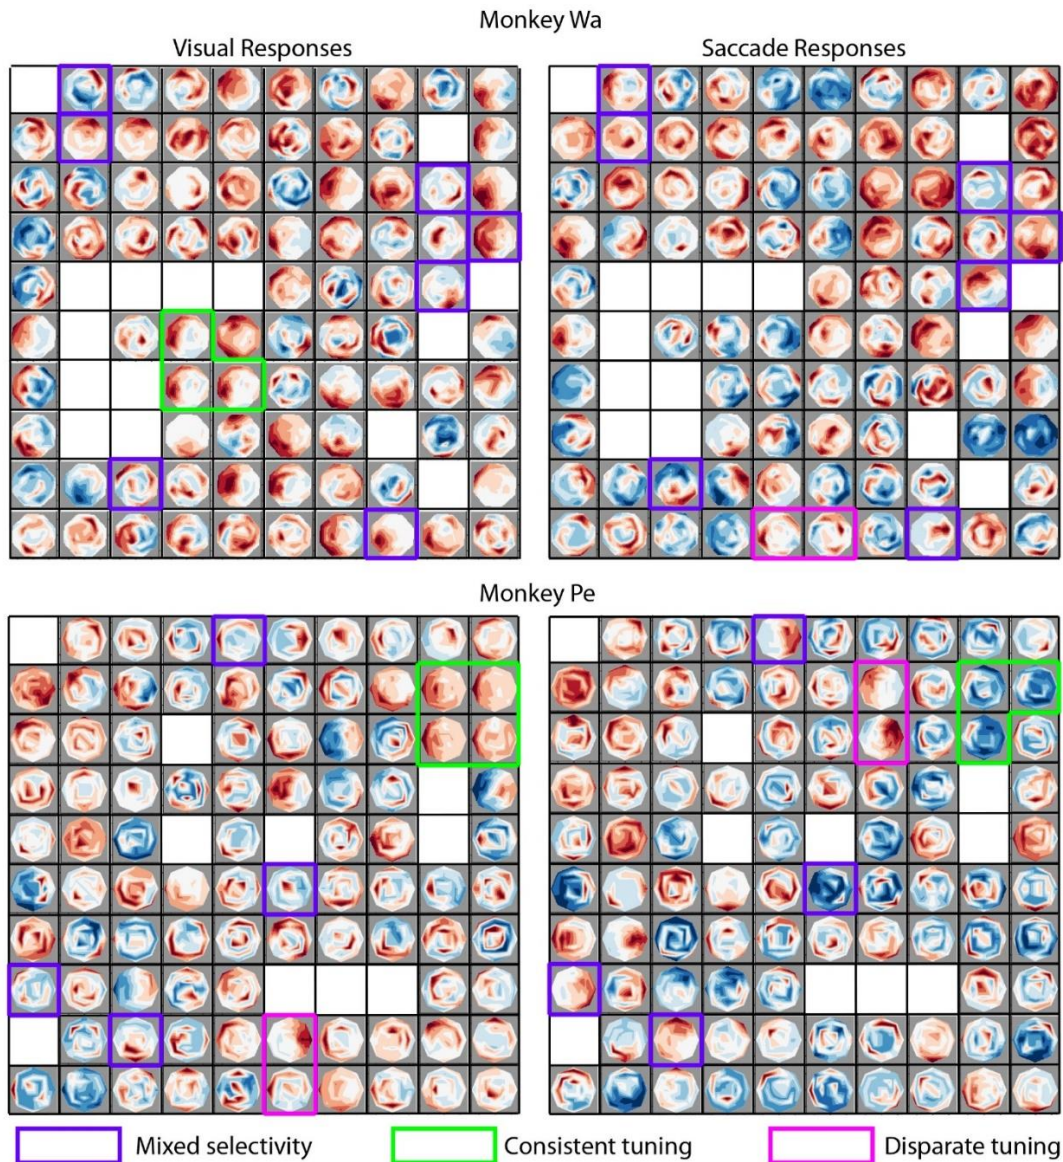 Monkey Wa
Visual Responses
Saccade Responses
Monkey Pe
Mixed selectivity
Consistent tuning
Disparate tuning